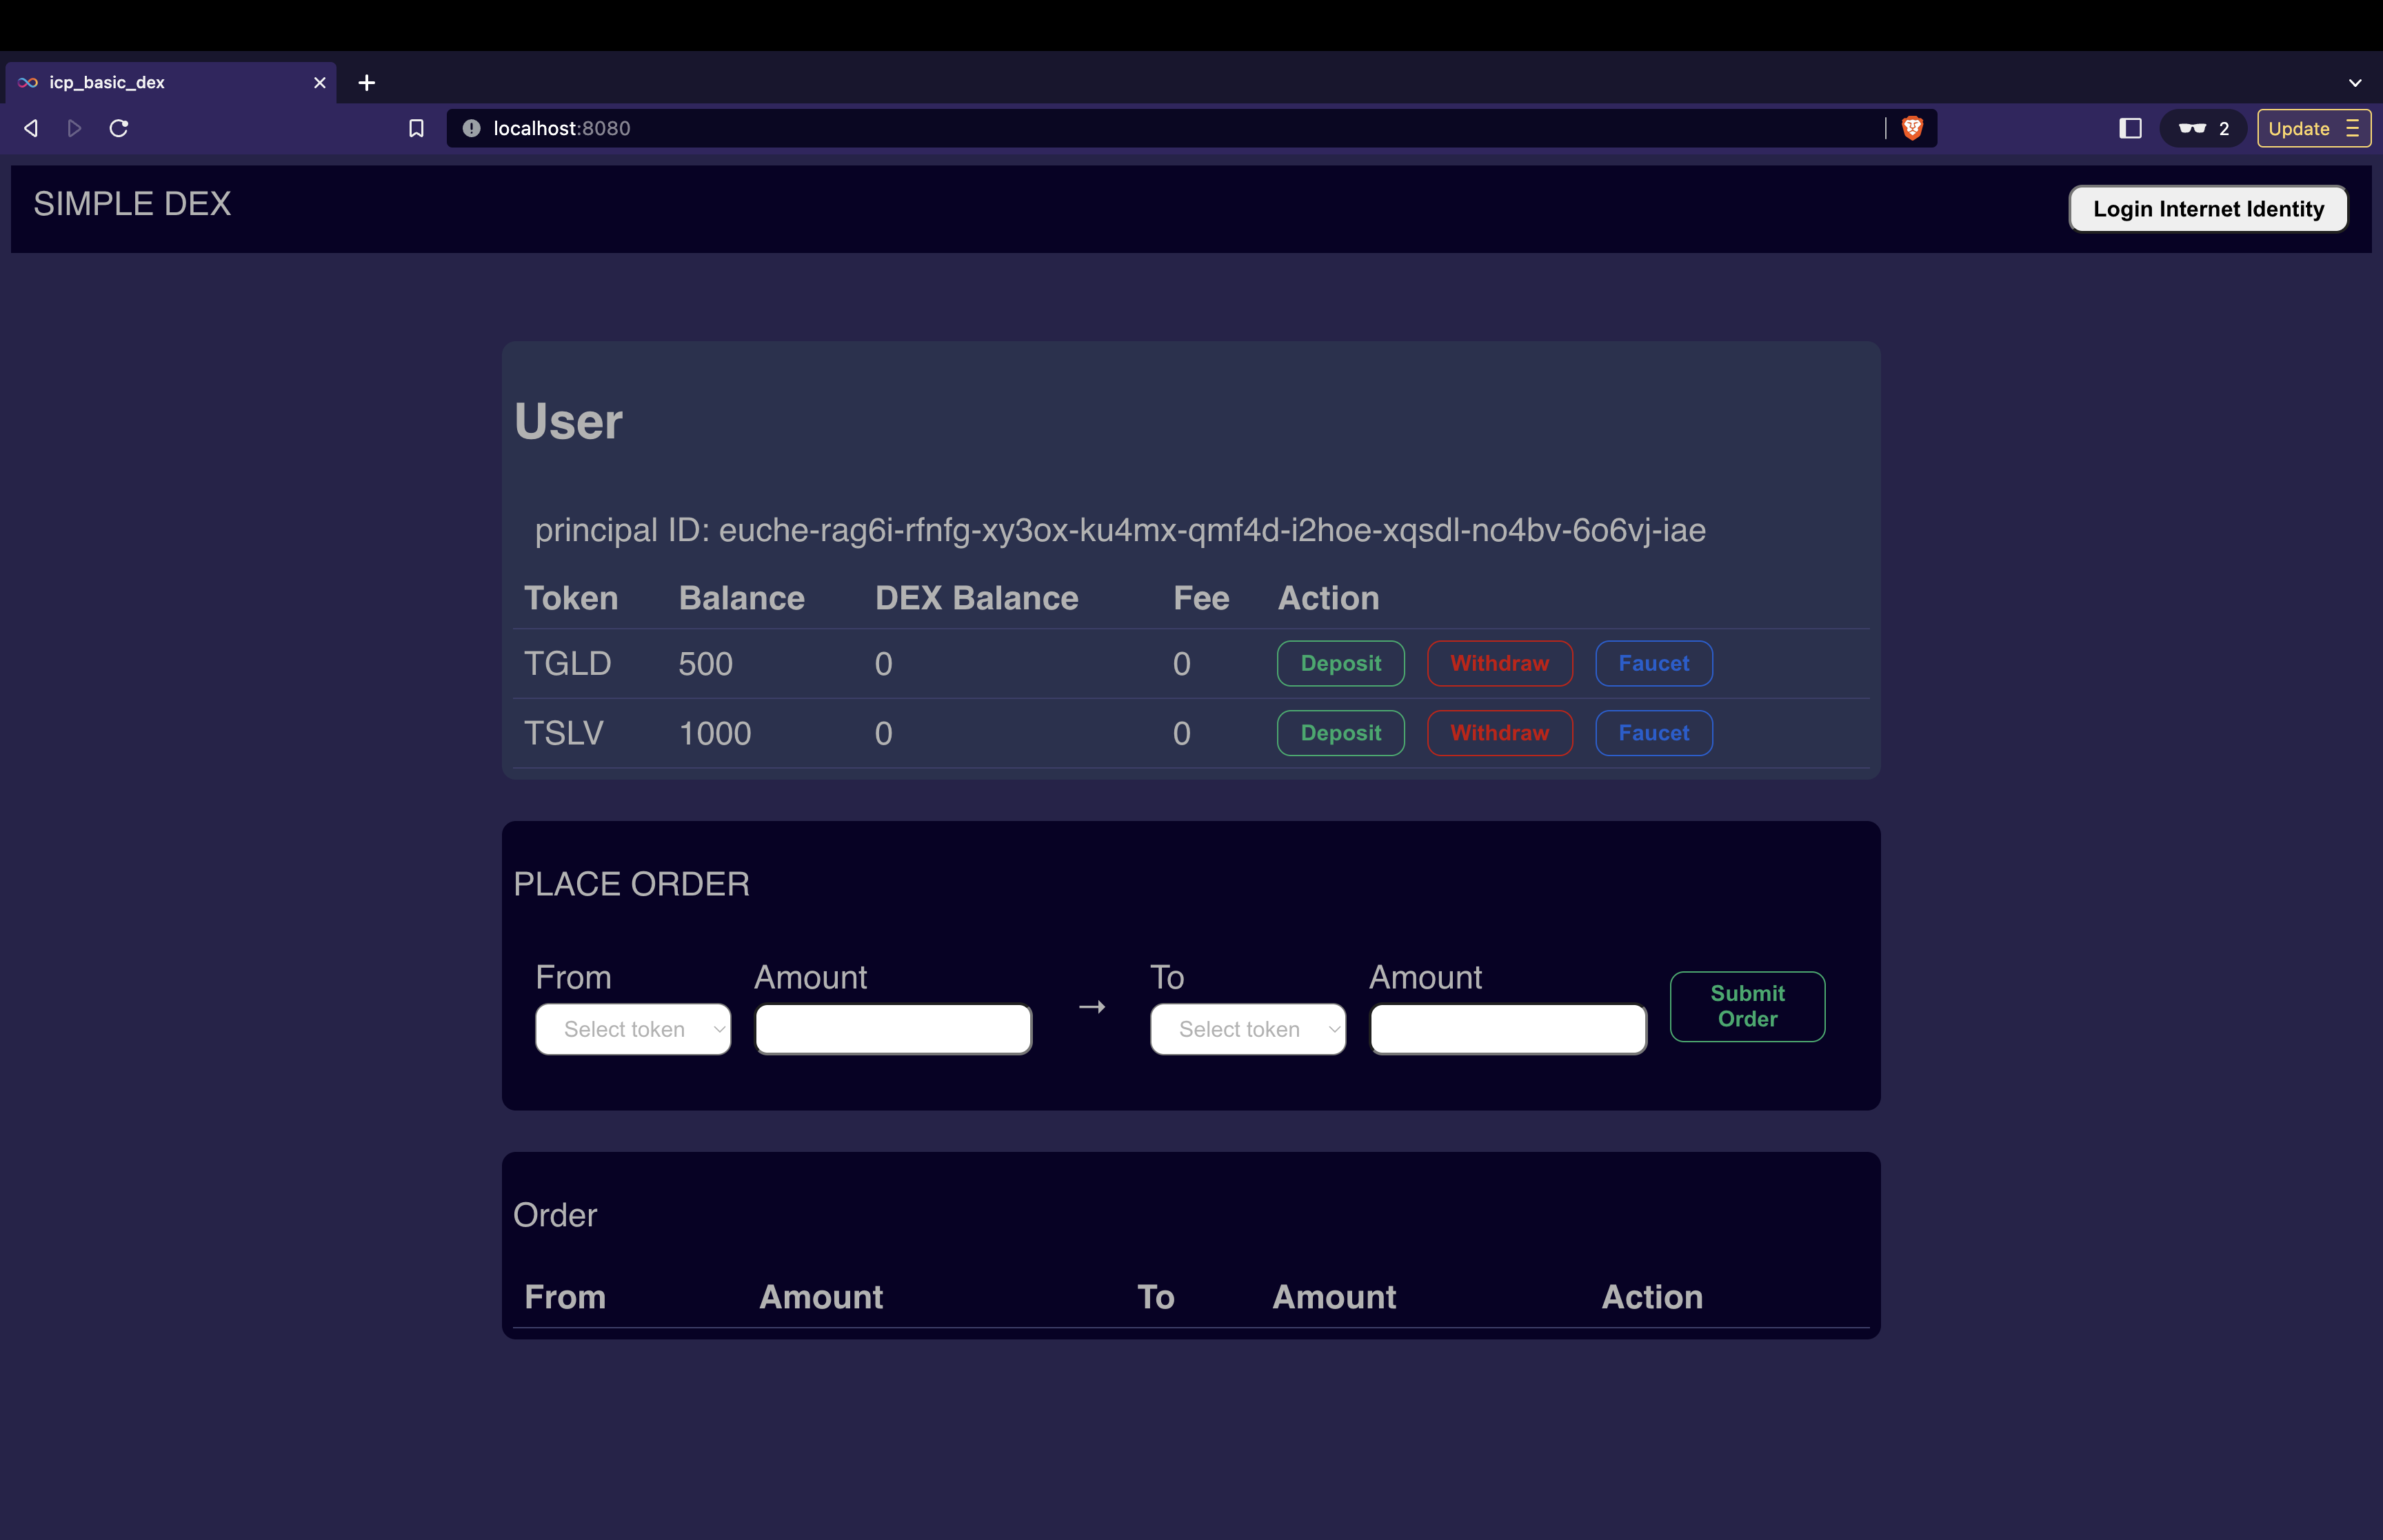 icp_basic_dex
localhost:8080
2
Update
SIMPLE DEX
Login Internet Identity
User
principal ID: euche-rag6i-rfnfg-xy3ox-ku4mx-qmf4d-i2hoe-xqsdl-no4bv-6o6vj-iae
Token Balance DEX Balance Fee Action
TGLD 500 0 0 Deposit Withdraw Faucet
TSLV 1000 0 0 Deposit Withdraw Faucet
PLACE ORDER
From Amount → To Amount
Select token Select token
Submit
Order
Order
From Amount To Amount Action